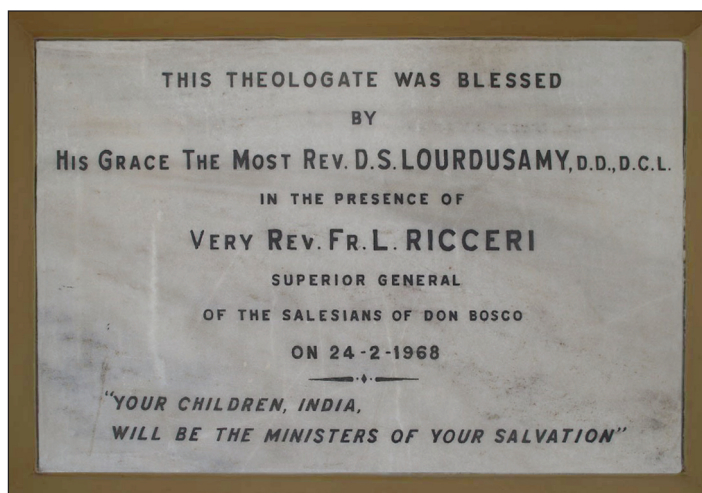 THIS THEOLOGATE WAS BLESSED
BY
HIS GRACE THE MOST REV. D.S. LOURDUSAMY, D.D., D.C.L.
IN THE PRESENCE OF
VERY REV. FR. L. RICCERI
SUPERIOR GENERAL
OF THE SALESIANS OF DON BOSCO
ON 24-2-1968
"YOUR CHILDREN, INDIA,
WILL BE THE MINISTERS OF YOUR SALVATION"